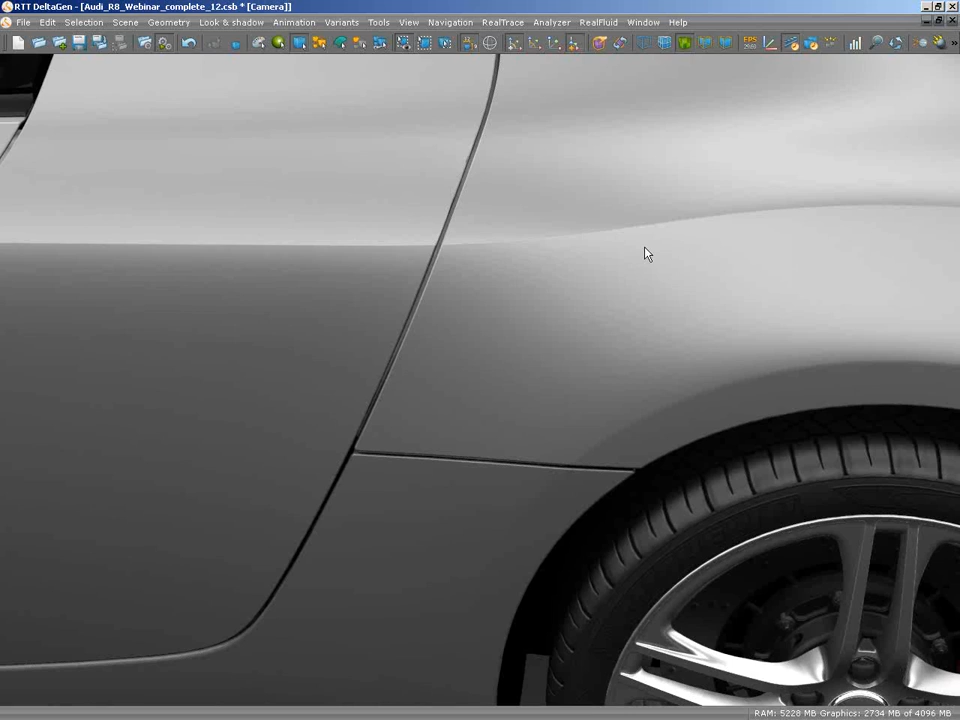 RTT DeltaGen - [Audi_R8_Webinar_complete_12.csb * [Camera]]
File Edit Selection Scene Geometry Look & shadow Animation Variants Tools View Navigation RealTrace Analyzer RealFluid Window Help
FPS
RAM: 5228 MB Graphics: 2734 MB of 4096 MB